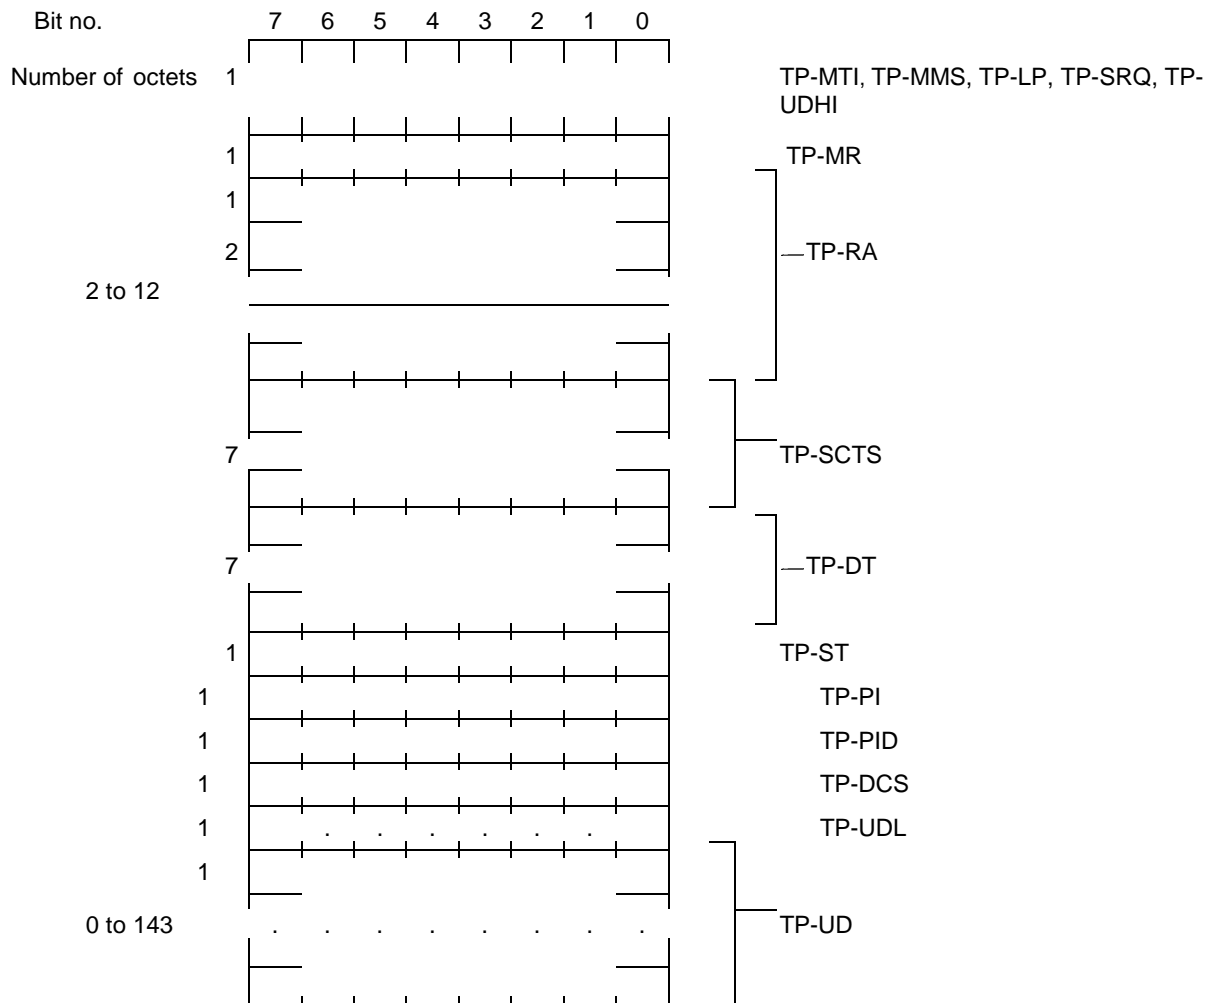 Bit no. 7 6 5 4 3 2 1 0
Number of octets 1 TP-MTI, TP-MMS, TP-LP, TP-SRQ, TP-
UDHI
1 TP-MR
1
2 TP-RA
2 to 12
7 TP-SCTS
7 TP-DT
1 TP-ST
1 TP-PI
1 TP-PID
1 TP-DCS
1 . . . . . . TP-UDL
1
0 to 143 . . . . . . . . TP-UD